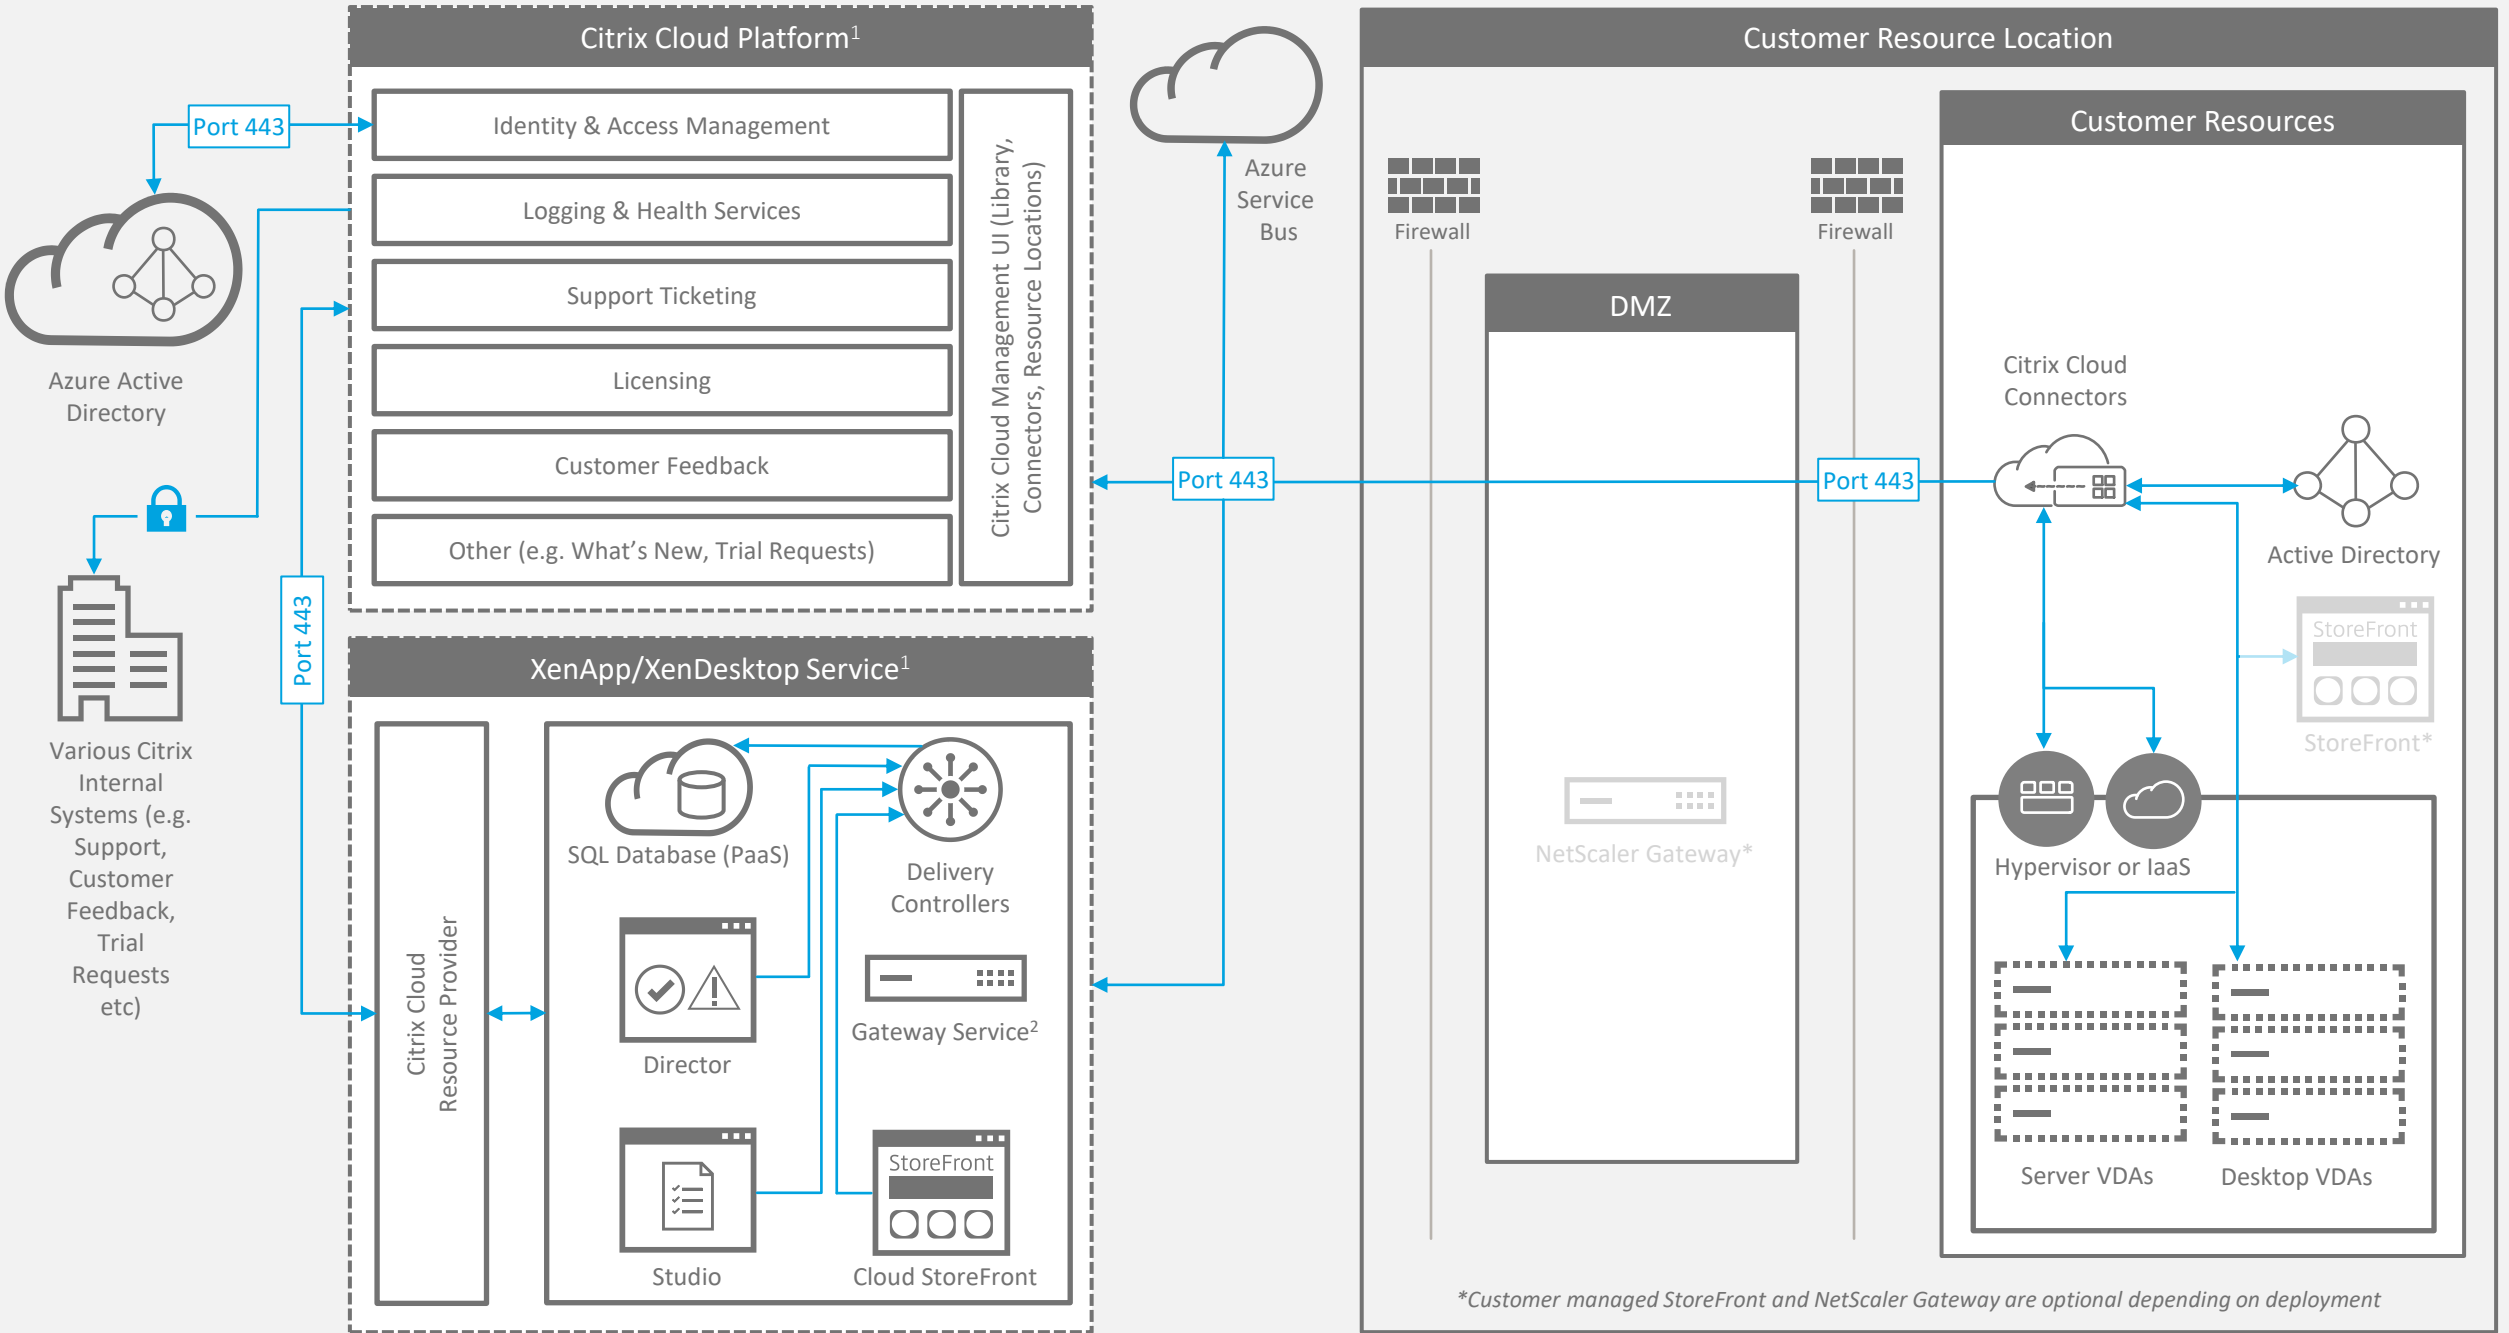 Citrix Cloud Platform1
Identity & Access Management
Logging & Health Services
Support Ticketing
Licensing
Customer Feedback
Other (e.g. What's New, Trial Requests)
Citrix Cloud Management UI (Library,
Connectors, Resource Locations)
Port 443
Azure Active
Directory
Port 443
Various Citrix
Internal
Systems (e.g.
Support,
Customer
Feedback,
Trial
Requests
etc)
XenApp/XenDesktop Service1
Citrix Cloud
Resource Provider
SQL Database (PaaS)
Delivery
Controllers
Director
Gateway Service2
Studio
StoreFront
Cloud StoreFront
Azure
Service
Bus
Port 443
Customer Resource Location
Firewall
DMZ
NetScaler Gateway*
Firewall
Port 443
Customer Resources
Citrix Cloud
Connectors
Active Directory
StoreFront
StoreFront*
Hypervisor or IaaS
Server VDAs
Desktop VDAs
*Customer managed StoreFront and NetScaler Gateway are optional depending on deployment